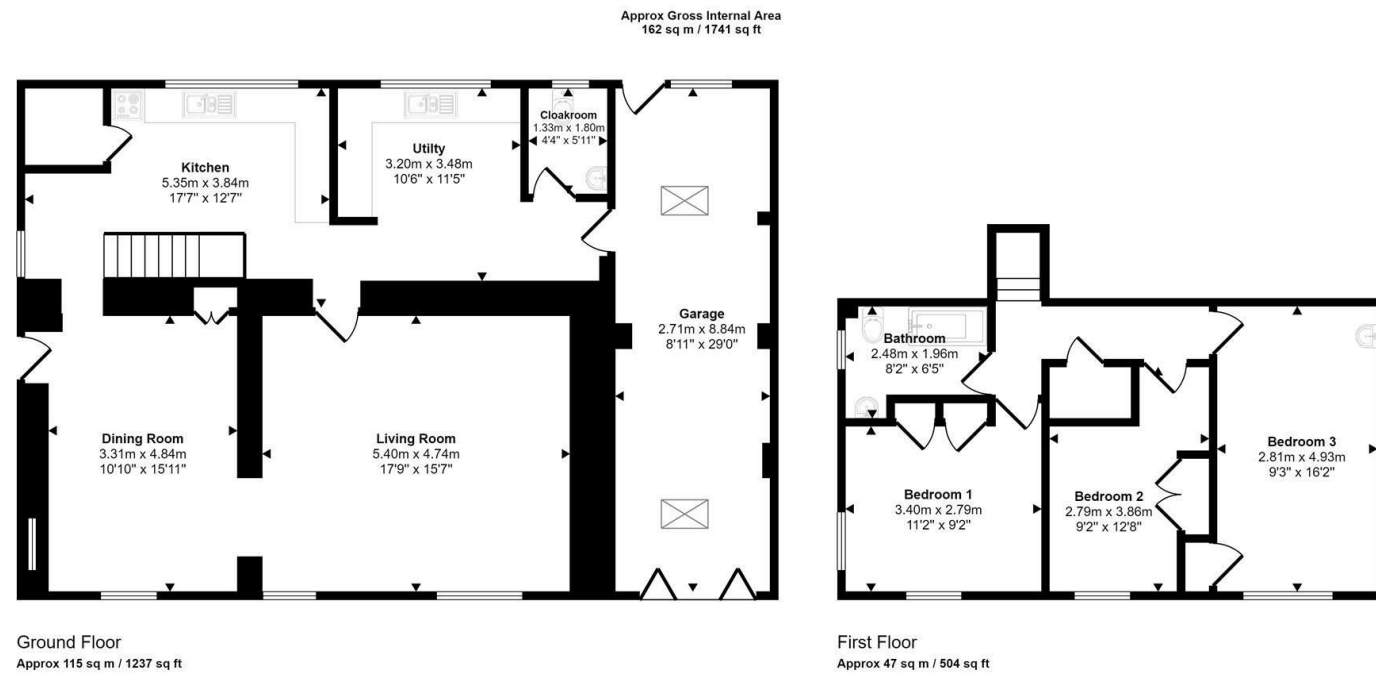 Approx Gross Internal Area
162 sq m / 1741 sq ft
Kitchen
5.35m x 3.84m
17'7" x 12'7"
Utilty
3.20m x 3.48m
10'6" x 11'5"
Cloakroom
1.33m x 1.80m
4'4" x 5'11"
Garage
2.71m x 8.84m
8'11" x 29'0"
Dining Room
3.31m x 4.84m
10'10" x 15'11"
Living Room
5.40m x 4.74m
17'9" x 15'7"
Ground Floor
Approx 115 sq m / 1237 sq ft
Bathroom
2.48m x 1.96m
8'2" x 6'5"
Bedroom 1
3.40m x 2.79m
11'2" x 9'2"
Bedroom 2
2.79m x 3.86m
9'2" x 12'8"
Bedroom 3
2.81m x 4.93m
9'3" x 16'2"
First Floor
Approx 47 sq m / 504 sq ft